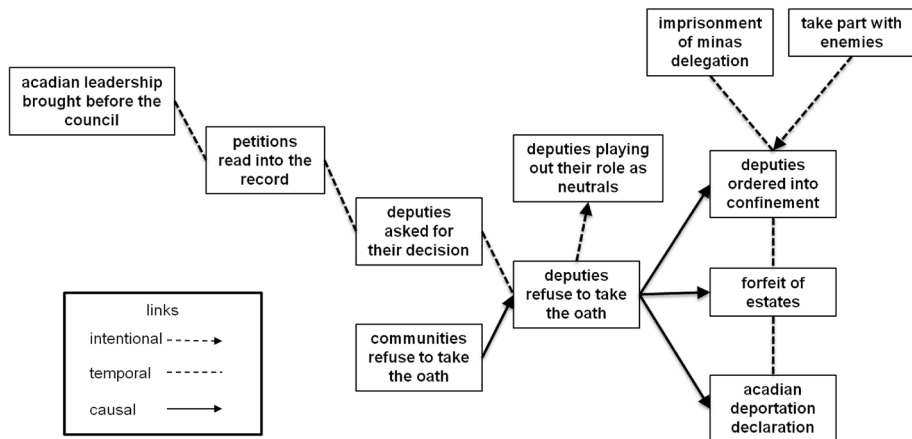 imprisonment
of minas
delegation
take part with
enemies
acadian leadership
brought before the
council
petitions
read into the
record
deputies playing
out their role as
neutrals
deputies
ordered into
confinement
deputies
asked for
their decision
deputies
refuse to take
the oath
forfeit of
estates
communities
refuse to take
the oath
acadian
deportation
declaration
links
intentional
temporal
causal